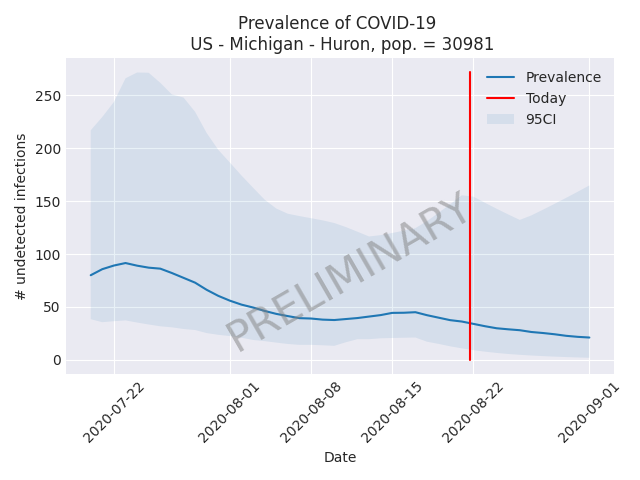 Prevalence of COVID-19
US - Michigan - Huron, pop. = 30981
Prevalence
Today
95CI
# undetected infections
250
200
150
100
50
0
PRELIMINARY
2020-07-22
2020-08-01
2020-08-08
2020-08-15
2020-08-22
2020-09-01
Date